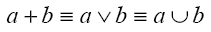 a + b ≡ a ∨ b ≡ a ∪ b